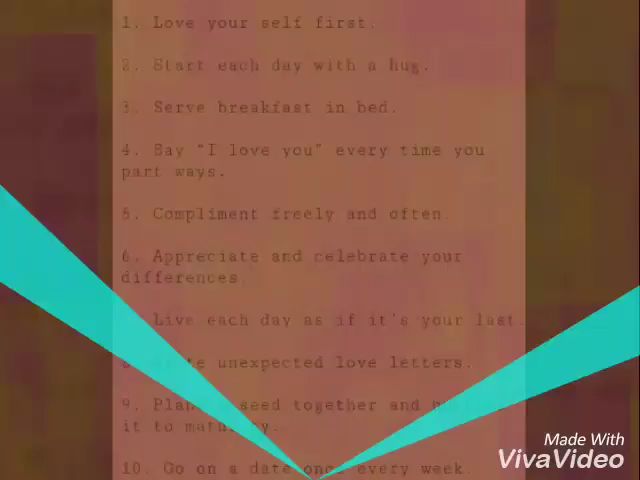 1. Love your self first.
2. Start each day with a hug.
3. Serve breakfast in bed.
4. Say "I love you" every time you
part ways.
5. Compliment freely and often.
6. Appreciate and celebrate your
differences.
Live each day as if it's your last.
unexpected love letters.
9. seed together and
it to
10. Go on a date once every week.
Made With
VivaVideo